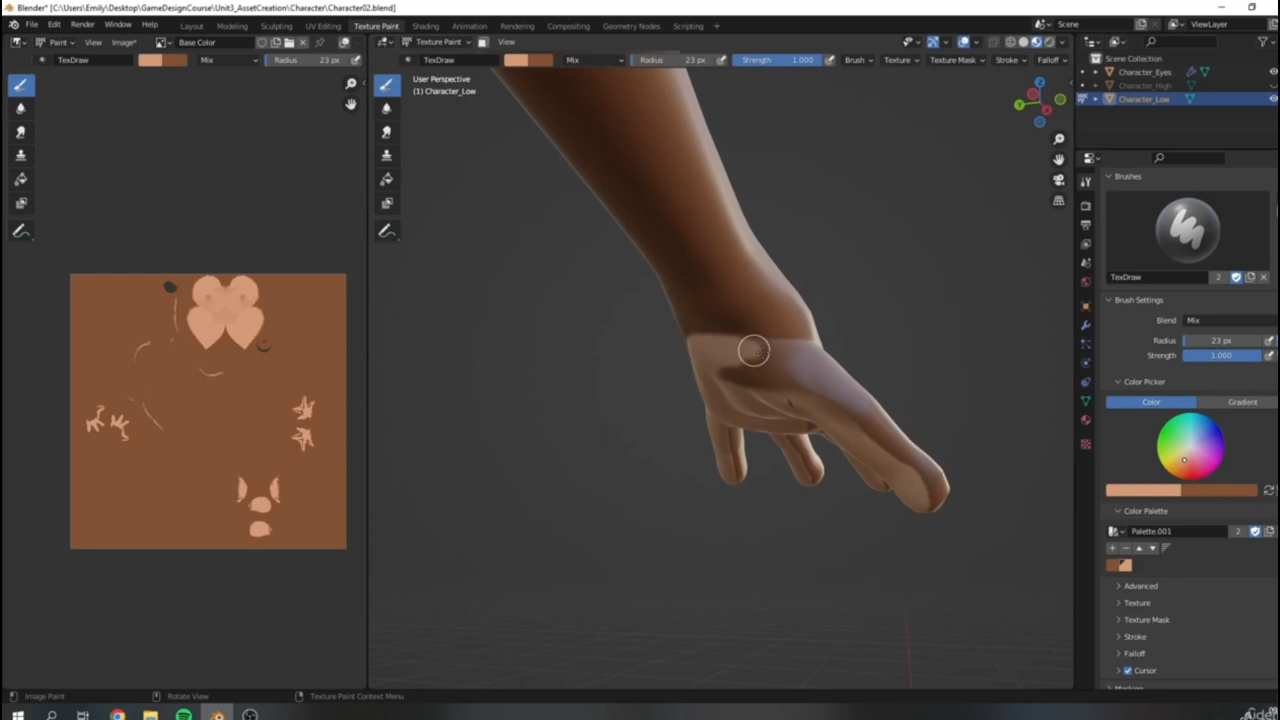 Blender* [C:\Users\Emily\Desktop\GameDesignCourse\Unit3_AssetCreation\Character\Character02.blend]
File Edit Render Window Help Layout Modeling Sculpting UV Editing Texture Paint Shading Animation Rendering Compositing Geometry Nodes Scripting Scene ViewLayer
Paint View Image* Base Color Texture Paint View
TexDraw Mix Radius 23 px TexDraw Mix Radius 23 px Strength 1.000 Brush Texture Texture Mask Stroke Falloff
Scene Collection
Character_Eyes
Character_High
Character_Low
User Perspective
(1) Character_Low
Brushes
TexDraw 2
Brush Settings
Blend Mix
Radius 23 px
Strength 1.000
Color Picker
Color Gradient
Color Palette
Palette.001 2
Advanced
Texture
Texture Mask
Stroke
Falloff
Cursor
Masking
Image Paint Rotate View Texture Paint Context Menu